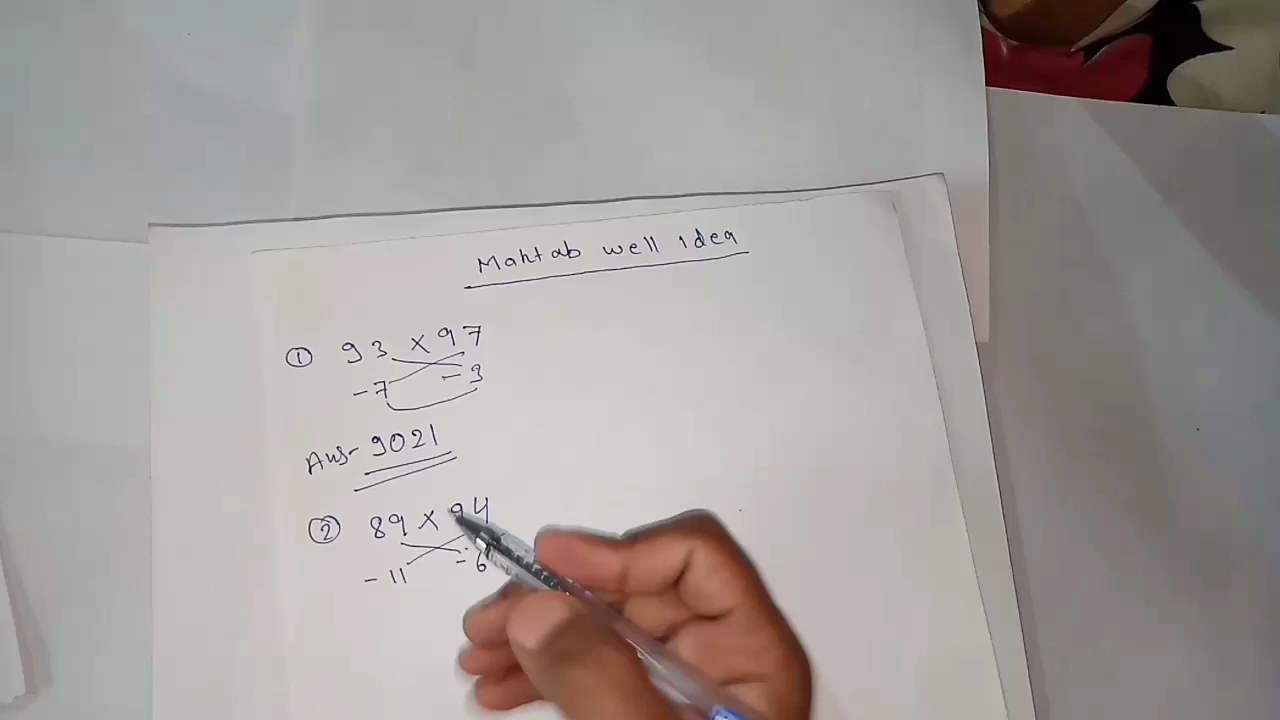 Mahtab well Idea
① 93 × 97
-7 -3
Ans- 9021
② 89 × 94
-11 -6